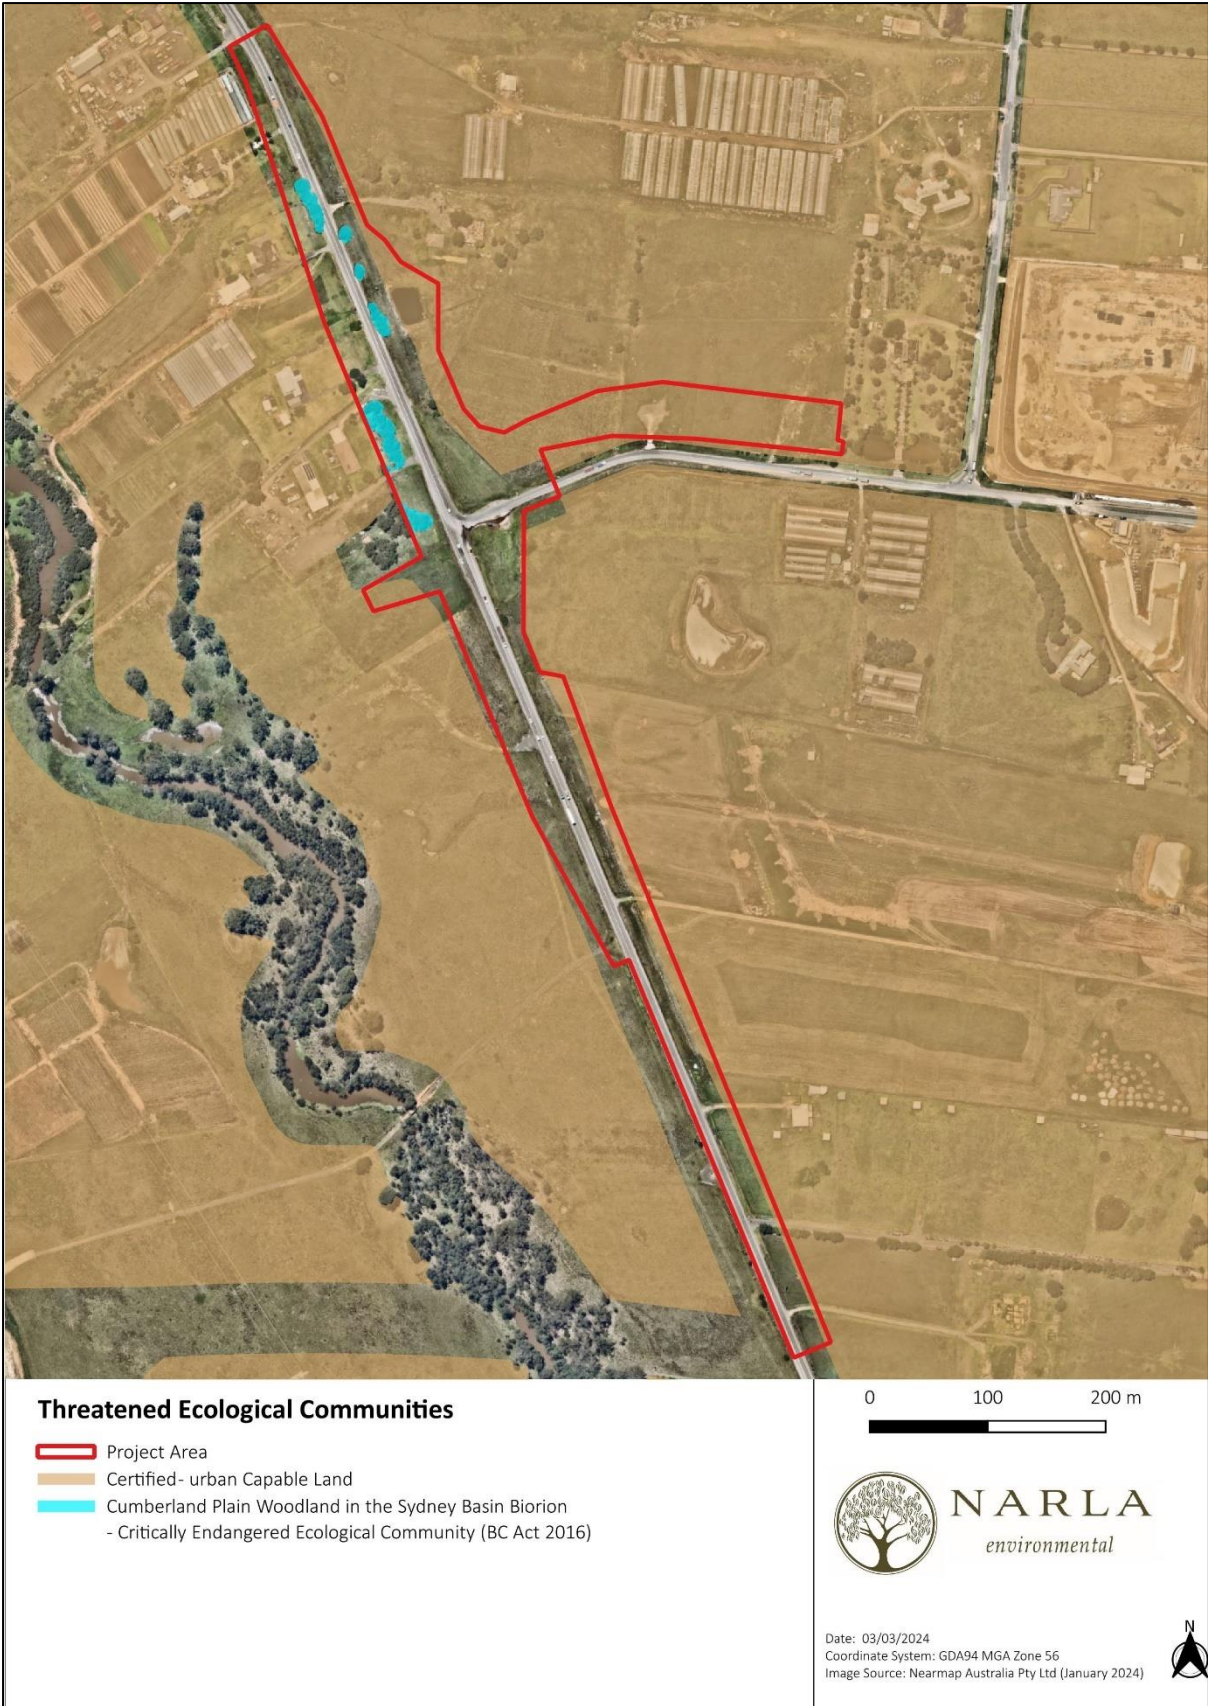 Threatened Ecological Communities
Project Area
Certified- urban Capable Land
Cumberland Plain Woodland in the Sydney Basin Biorion
- Critically Endangered Ecological Community (BC Act 2016)
0 100 200 m
NARLA
environmental
Date: 03/03/2024
Coordinate System: GDA94 MGA Zone 56
Image Source: Nearmap Australia Pty Ltd (January 2024)
N